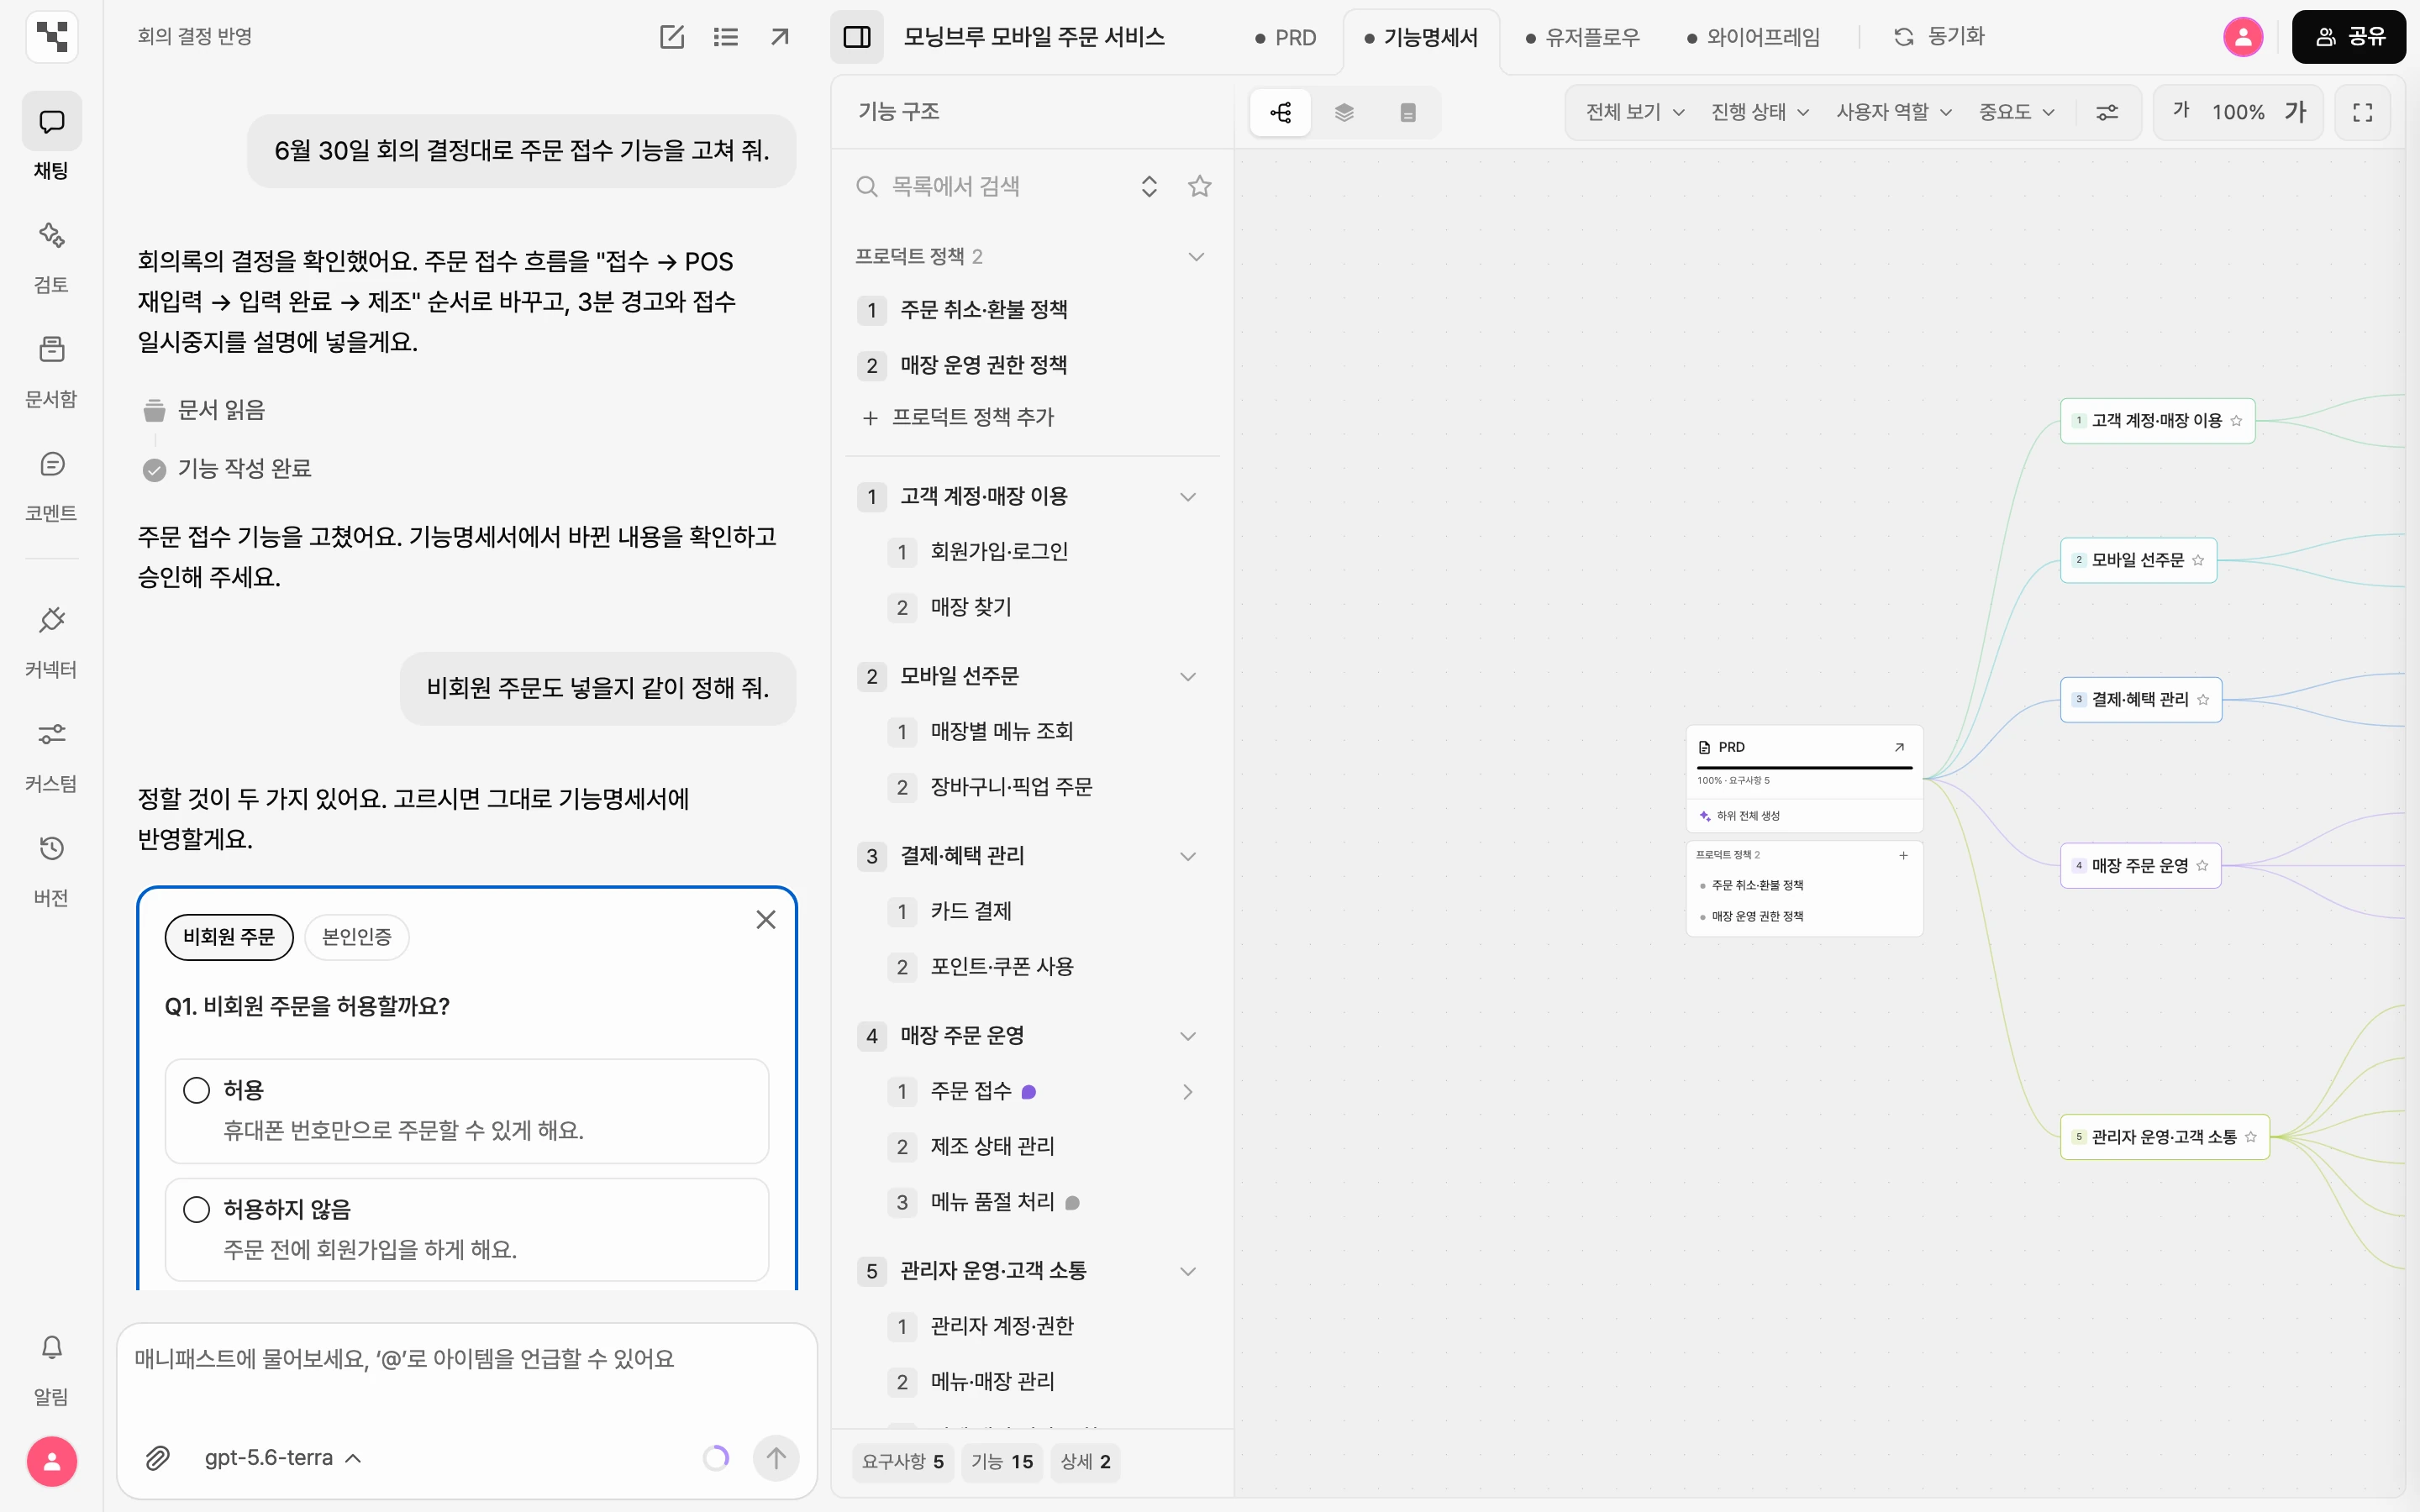 회의 결정 반영
채팅
검토
문서함
코멘트
커넥터
커스텀
버전
알림
6월 30일 회의 결정대로 주문 접수 기능을 고쳐 줘.
회의록의 결정을 확인했어요. 주문 접수 흐름을 "접수 → POS
재입력 → 입력 완료 → 제조" 순서로 바꾸고, 3분 경고와 접수
일시중지를 설명에 넣을게요.
문서 읽음
기능 작성 완료
주문 접수 기능을 고쳤어요. 기능명세서에서 바뀐 내용을 확인하고
승인해 주세요.
비회원 주문도 넣을지 같이 정해 줘.
정할 것이 두 가지 있어요. 고르시면 그대로 기능명세서에
반영할게요.
비회원 주문 본인인증
Q1. 비회원 주문을 허용할까요?
허용
휴대폰 번호만으로 주문할 수 있게 해요.
허용하지 않음
주문 전에 회원가입을 하게 해요.
매니패스트에 물어보세요, ‘@’로 아이템을 언급할 수 있어요
gpt-5.6-terra
모닝브루 모바일 주문 서비스
PRD 기능명세서 유저플로우 와이어프레임 동기화
공유
기능 구조
전체 보기 진행 상태 사용자 역할 중요도
가 100% 가
목록에서 검색
프로덕트 정책 2
1 주문 취소·환불 정책
2 매장 운영 권한 정책
프로덕트 정책 추가
1 고객 계정·매장 이용
1 회원가입·로그인
2 매장 찾기
2 모바일 선주문
1 매장별 메뉴 조회
2 장바구니·픽업 주문
3 결제·혜택 관리
1 카드 결제
2 포인트·쿠폰 사용
4 매장 주문 운영
1 주문 접수
2 제조 상태 관리
3 메뉴 품절 처리
5 관리자 운영·고객 소통
1 관리자 계정·권한
2 메뉴·매장 관리
요구사항 5 기능 15 상세 2
PRD
100% · 요구사항 5
하위 전체 생성
프로덕트 정책 2
주문 취소·환불 정책
매장 운영 권한 정책
1 고객 계정·매장 이용
2 모바일 선주문
3 결제·혜택 관리
4 매장 주문 운영
5 관리자 운영·고객 소통